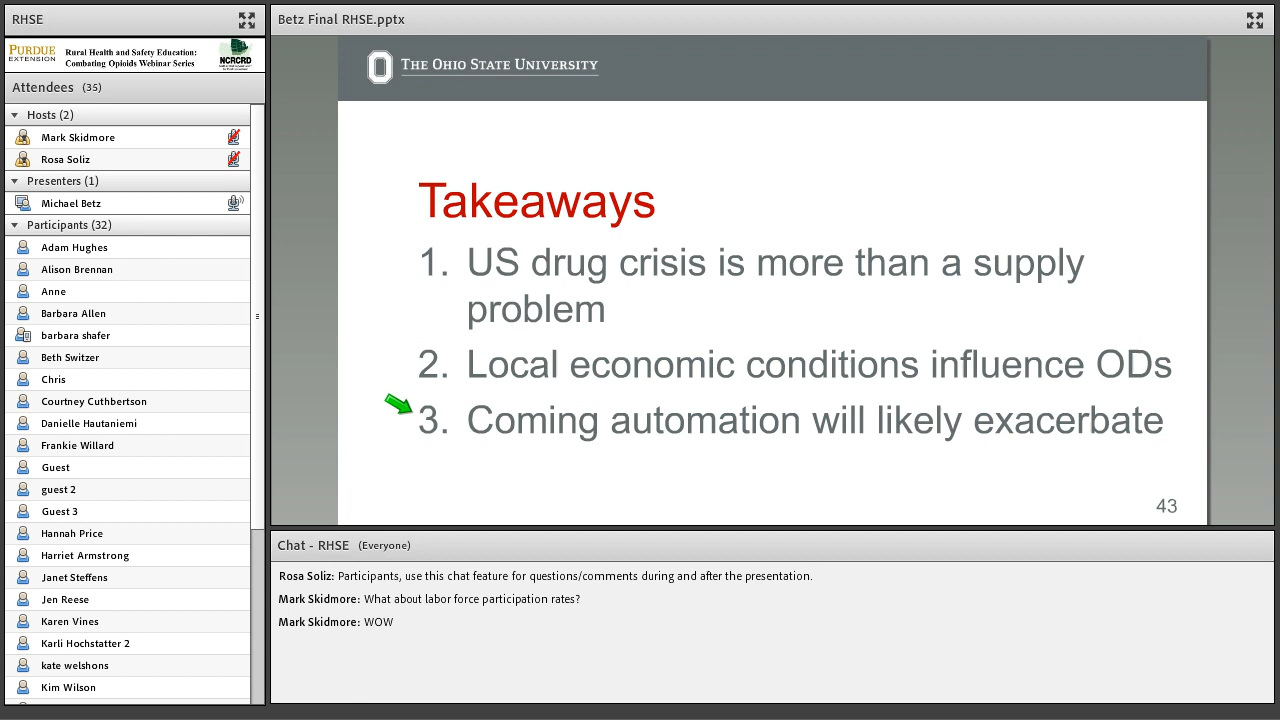 RHSE
PURDUE
EXTENSION
Rural Health and Safety Education:
Combating Opioids Webinar Series
NCRCRD
Attendees (35)
Hosts (2)
Mark Skidmore
Rosa Soliz
Presenters (1)
Michael Betz
Participants (32)
Adam Hughes
Alison Brennan
Anne
Barbara Allen
barbara shafer
Beth Switzer
Chris
Courtney Cuthbertson
Danielle Hautaniemi
Frankie Willard
Guest
guest 2
Guest 3
Hannah Price
Harriet Armstrong
Janet Steffens
Jen Reese
Karen Vines
Karli Hochstatter 2
kate welshons
Kim Wilson
Betz Final RHSE.pptx
THE OHIO STATE UNIVERSITY
Takeaways
1. US drug crisis is more than a supply
problem
2. Local economic conditions influence ODs
3. Coming automation will likely exacerbate
43
Chat - RHSE (Everyone)
Rosa Soliz: Participants, use this chat feature for questions/comments during and after the presentation.
Mark Skidmore: What about labor force participation rates?
Mark Skidmore: WOW